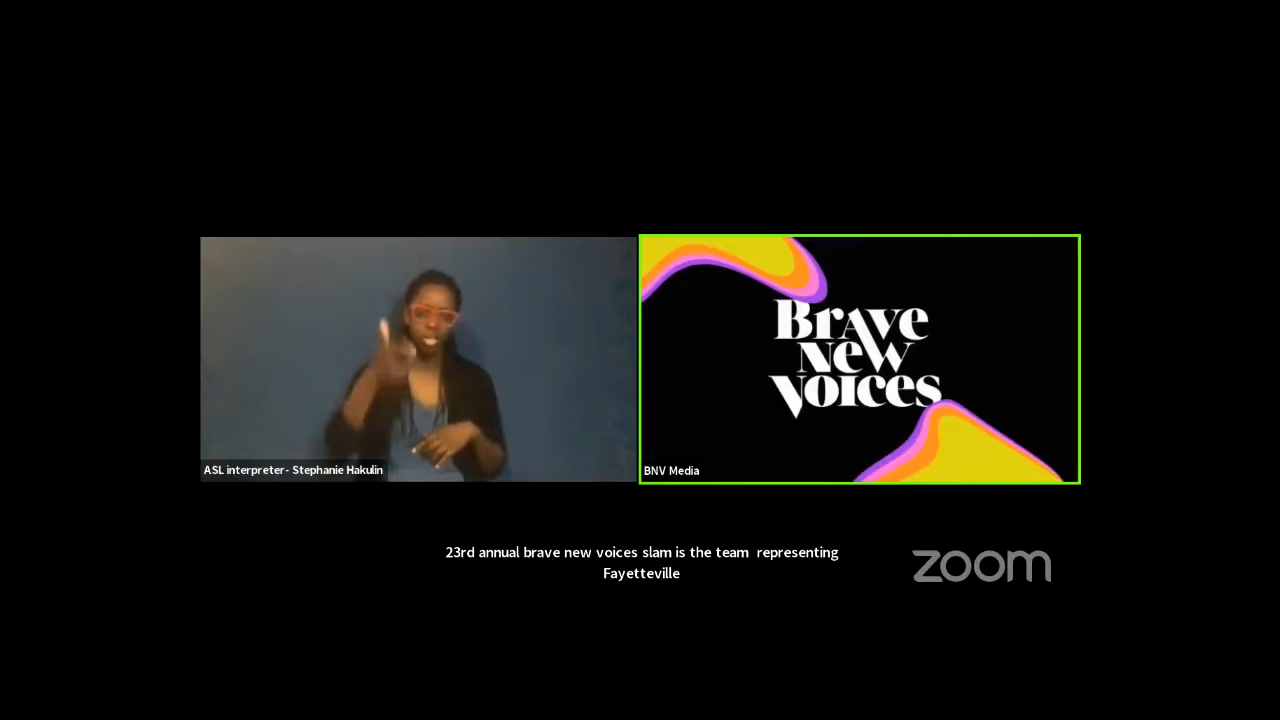 Brave
New
Voices
ASL interpreter- Stephanie Hakulin
BNV Media
23rd annual brave new voices slam is the team  representing
Fayetteville
zoom